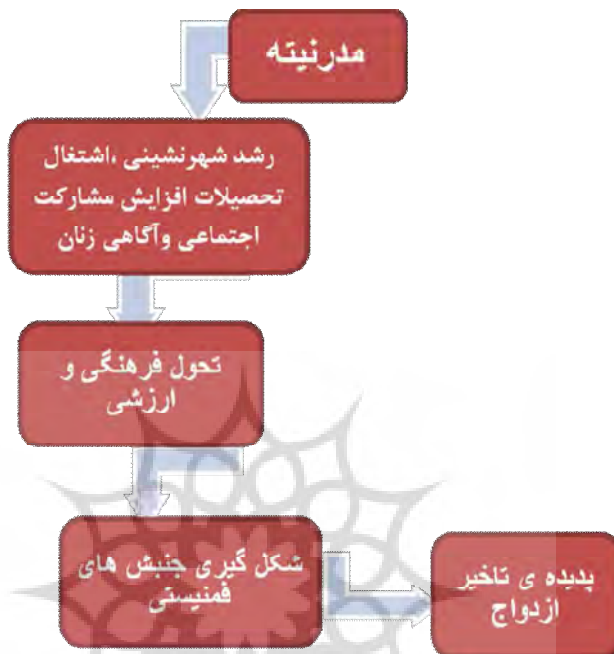 مدرنیته
رشد شهرنشینی ،اشتغال
تحصیلات افزایش مشارکت
اجتماعی وآگاهی زنان
تحول فرهنگی و
ارزشی
شکل گیری جنبش های
فمنیستی
پدیده ی تاخیر
ازدواج